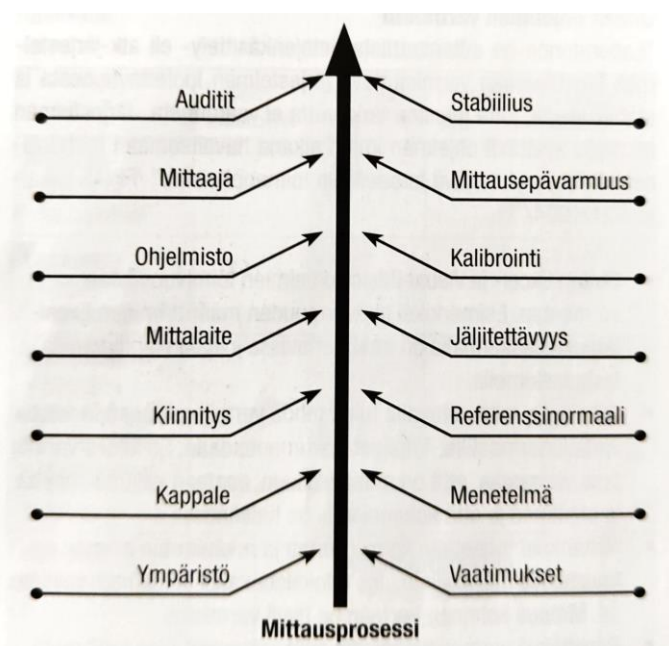 Auditit
Stabiilius
Mittaaja
Mittausepävarmuus
Ohjelmisto
Kalibrointi
Mittalaite
Jäljitettävyys
Kiinnitys
Referenssinormaali
Kappale
Menetelmä
Ympäristö
Vaatimukset
Mittausprosessi